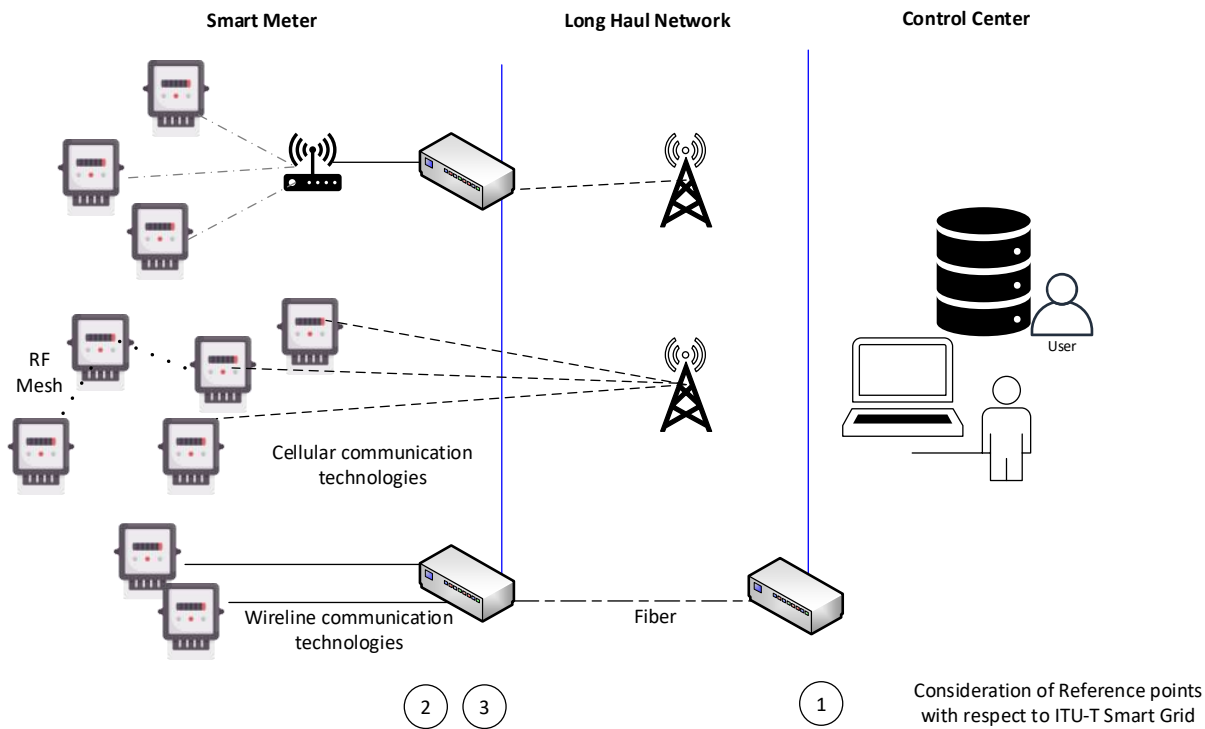 Smart Meter
Long Haul Network
Control Center
RF
Mesh
User
Cellular communication
technologies
Wireline communication
technologies
Fiber
2
3
1
Consideration of Reference points
with respect to ITU-T Smart Grid